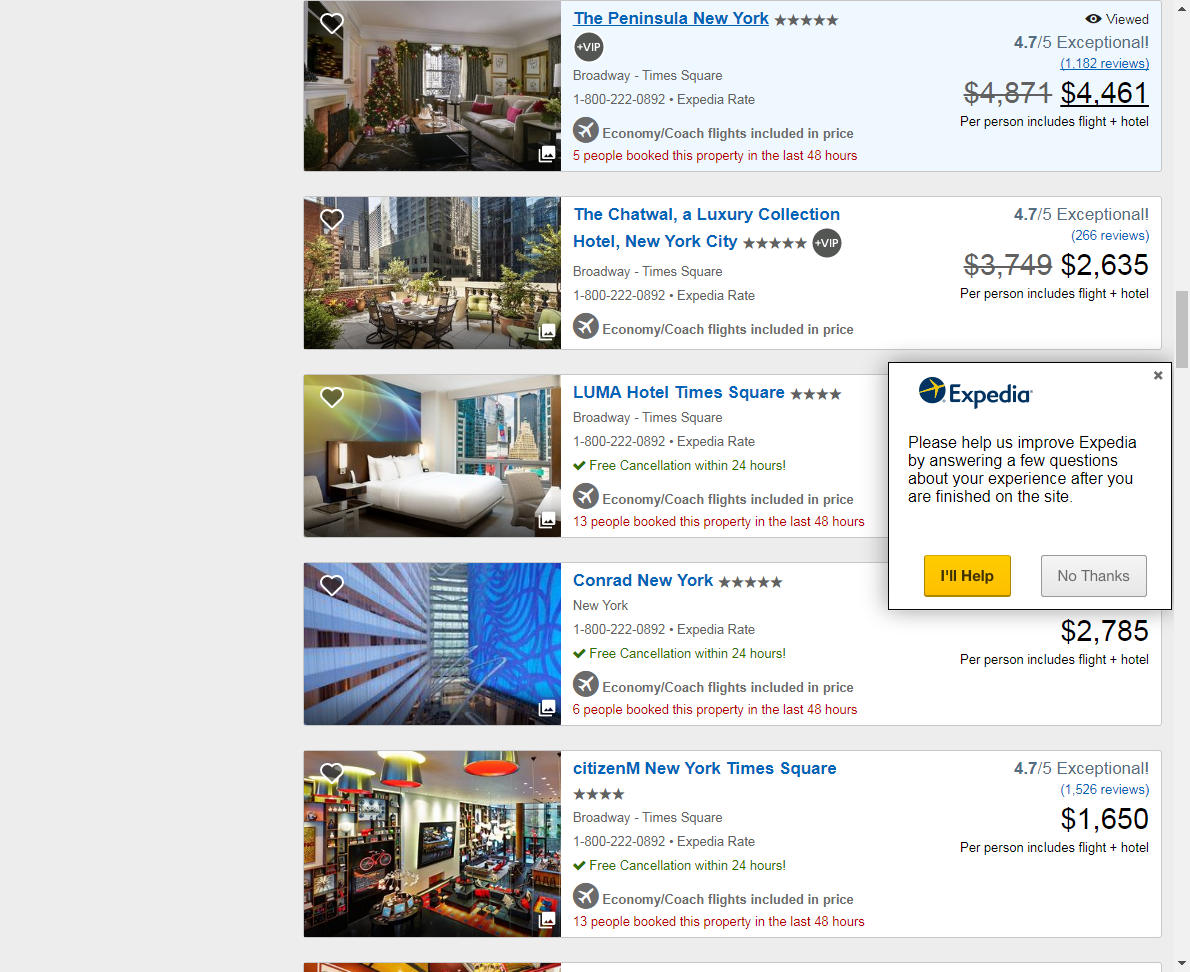 The Peninsula New York
+VIP
Broadway - Times Square
1-800-222-0892 • Expedia Rate
Economy/Coach flights included in price
5 people booked this property in the last 48 hours
Viewed
4.7/5 Exceptional!
(1,182 reviews)
$4,871 $4,461
Per person includes flight + hotel
The Chatwal, a Luxury Collection
Hotel, New York City +VIP
Broadway - Times Square
1-800-222-0892 • Expedia Rate
Economy/Coach flights included in price
4.7/5 Exceptional!
(266 reviews)
$3,749 $2,635
Per person includes flight + hotel
LUMA Hotel Times Square
Broadway - Times Square
1-800-222-0892 • Expedia Rate
Free Cancellation within 24 hours!
Economy/Coach flights included in price
13 people booked this property in the last 48 hours
Expedia
Please help us improve Expedia
by answering a few questions
about your experience after you
are finished on the site.
I'll Help
No Thanks
Conrad New York
New York
1-800-222-0892 • Expedia Rate
Free Cancellation within 24 hours!
Economy/Coach flights included in price
6 people booked this property in the last 48 hours
$2,785
Per person includes flight + hotel
citizenM New York Times Square
Broadway - Times Square
1-800-222-0892 • Expedia Rate
Free Cancellation within 24 hours!
Economy/Coach flights included in price
13 people booked this property in the last 48 hours
4.7/5 Exceptional!
(1,526 reviews)
$1,650
Per person includes flight + hotel